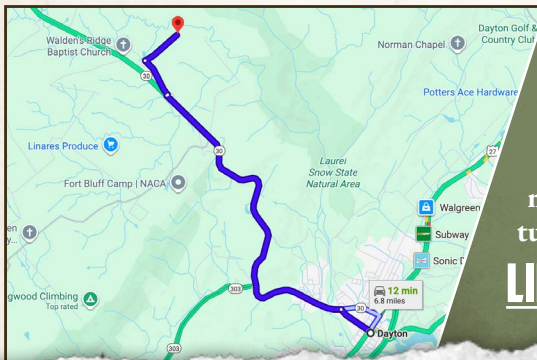 Walden's Ridge
Baptist Church
30
Norman Chapel
Dayton Golf &
Country Clu
Potters Ace Hardware
Linares Produce
30
27
Laurel
Snow State
Natural Area
Fort Bluff Camp | NACA
Walgreen
Subway
Sonic D
gwood Climbing
Top rated
303
12 min
6.8 miles
30
Dayton
303
LI